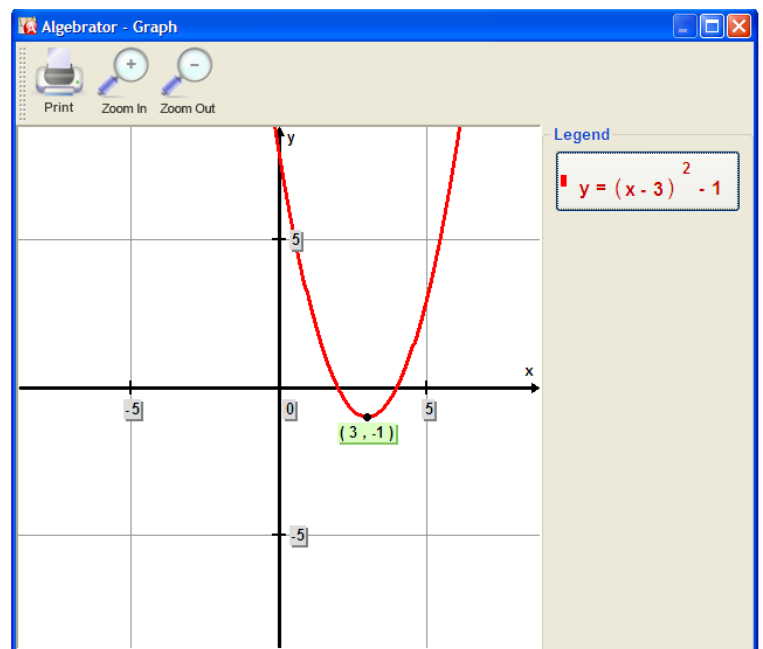 Algebrator - Graph
Print Zoom In Zoom Out
Legend
y = ( x - 3 ) 2 - 1
y
5
x
-5 0 5
( 3 , -1 )
-5